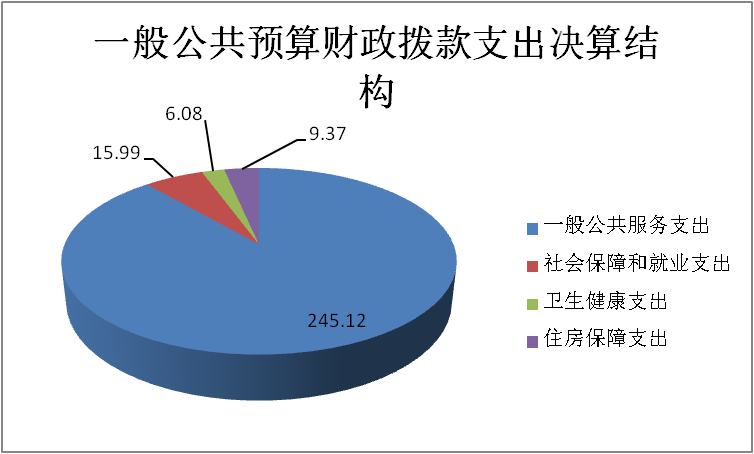 一般公共预算财政拨款支出决算结
构
6.08
9.37
15.99
一般公共服务支出
社会保障和就业支出
卫生健康支出
245.12
住房保障支出